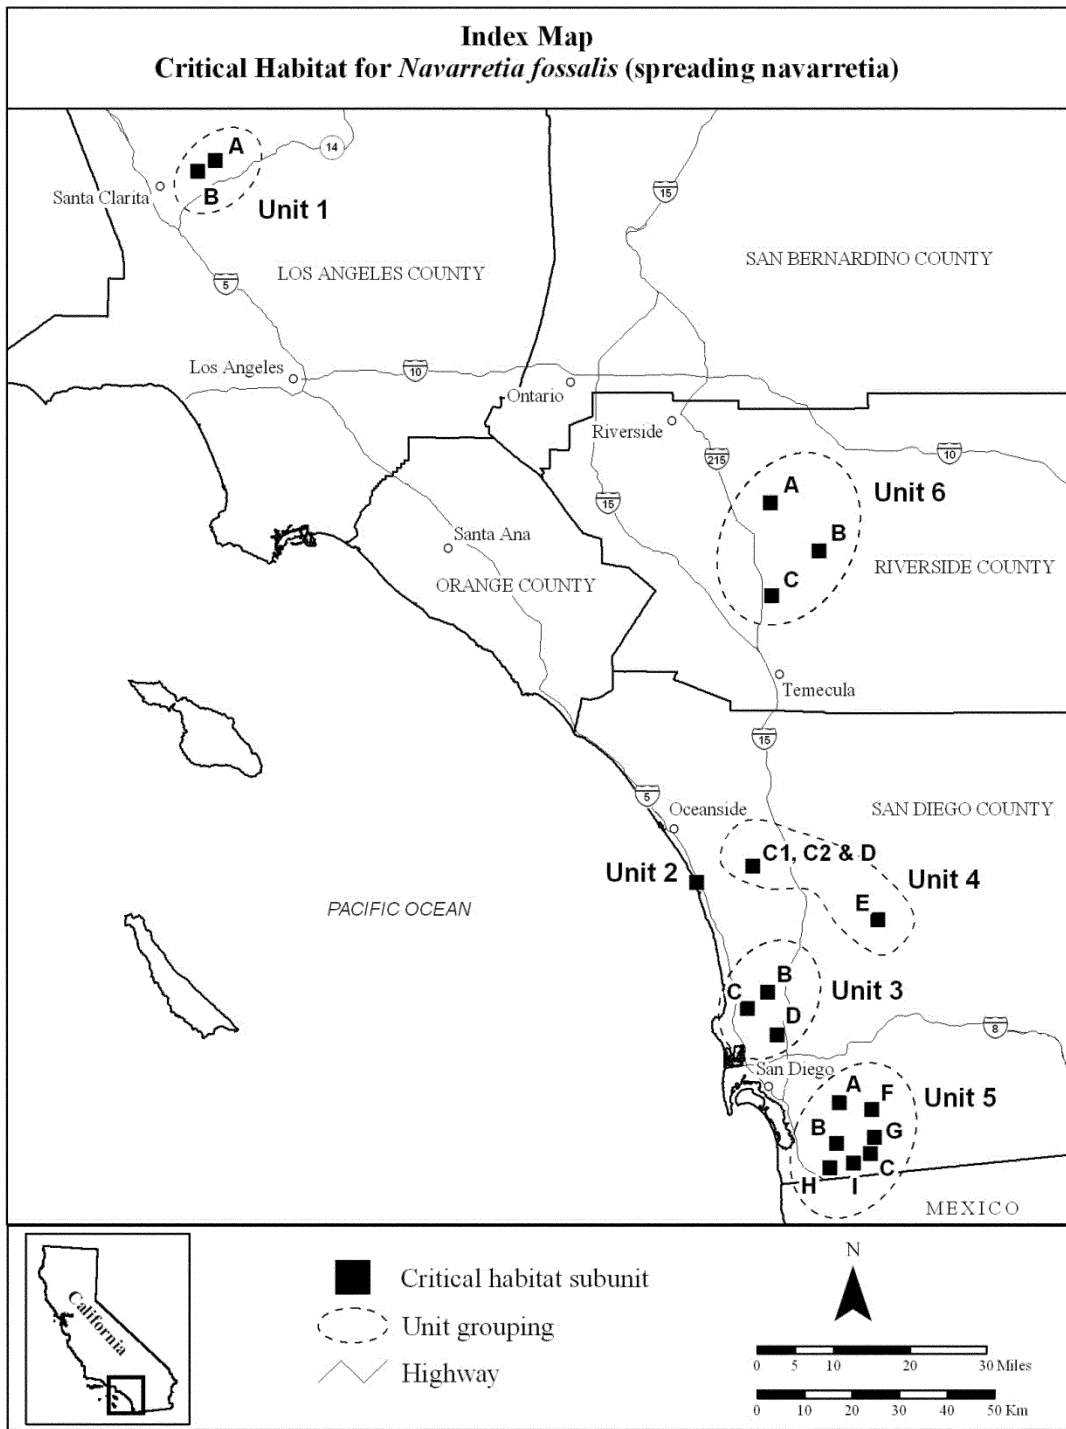 Index Map
Critical Habitat for Navarretia fossalis (spreading navarretia)
A
14
Santa Clarita
B
Unit 1
15
SAN BERNARDINO COUNTY
LOS ANGELES COUNTY
5
Los Angeles
10
Ontario
Riverside
215
10
A
Unit 6
15
B
Santa Ana
RIVERSIDE COUNTY
C
ORANGE COUNTY
Temecula
15
5
Oceanside
SAN DIEGO COUNTY
C1, C2 & D
Unit 2
Unit 4
E
PACIFIC OCEAN
B
Unit 3
C
D
8
San Diego
A
F
Unit 5
B
G
C
H
I
MEXICO
California
Critical habitat subunit
Unit grouping
Highway
N
0 5 10 20 30 Miles
0 10 20 30 40 50 Km